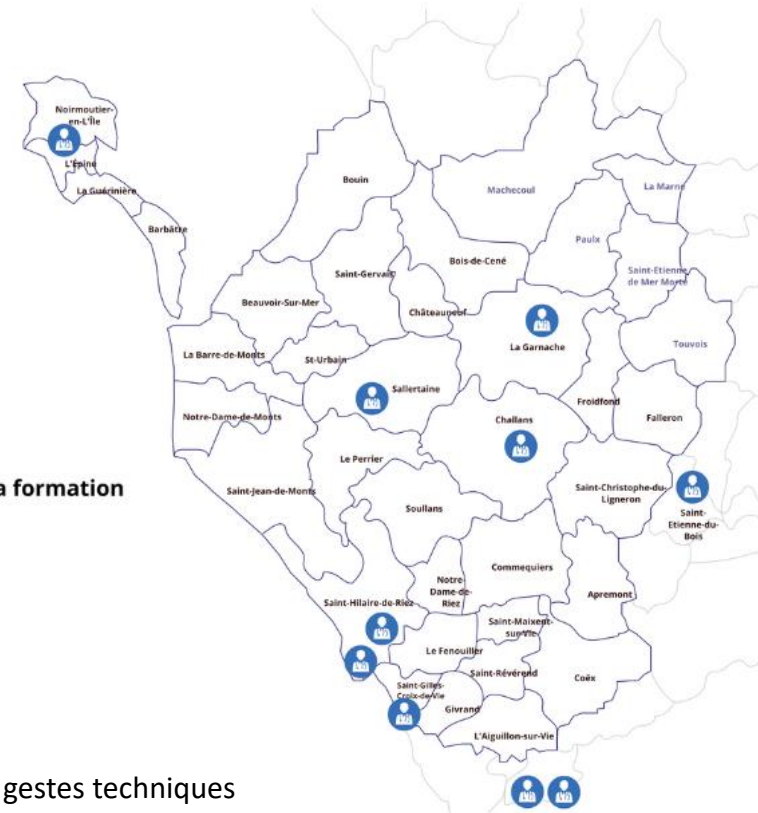 Noirmoutier-
en-L'Île
L'Épine
La Guérinière
Barbâtre
Bouin
Machecoul
La Marne
Paulx
Saint-Etienne
de Mer Morte
Bois-de-Cené
Saint-Gervais
Châteauneuf
Beauvoir-Sur-Mer
La Garnache
Touvois
La Barre-de-Monts
St-Urbain
Sallertaine
Froidfond
Falleron
Notre-Dame-de-Monts
Challans
Le Perrier
a formation
Saint-Jean-de-Monts
Saint-Christophe-du-
Ligneron
Soullans
Saint-
Etienne-du-
Bois
Commequiers
Notre-
Dame-de-
Riez
Apremont
Saint-Hilaire-de-Riez
Saint-Maixent-
sur-Vie
Le Fenouiller
Saint-Révérend
Coëx
Saint-Gilles-
Croix-de-Vie
Givrand
L'Aiguillon-sur-Vie
gestes techniques